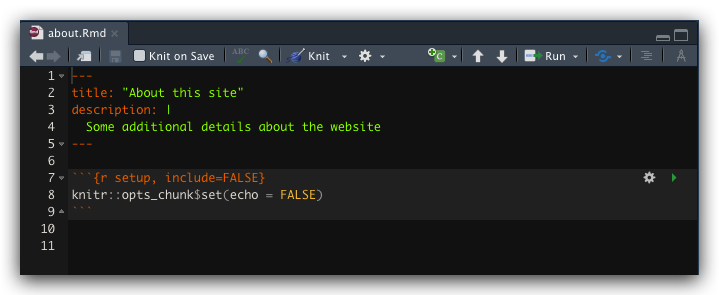 about.Rmd
Knit on Save ABC Knit Run
1 ---
2 title: "About this site"
3 description: |
4   Some additional details about the website
5 ---
6
7 ```{r setup, include=FALSE}
8 knitr::opts_chunk$set(echo = FALSE)
9 ```
10
11